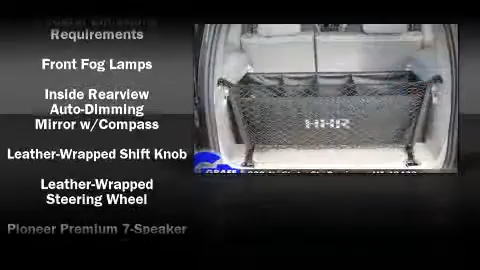 Requirements
Front Fog Lamps
Inside Rearview
Auto-Dimming
Mirror w/Compass
Leather-Wrapped Shift Knob
Leather-Wrapped
Steering Wheel
Pioneer Premium 7-Speaker
HHR
GRAFF